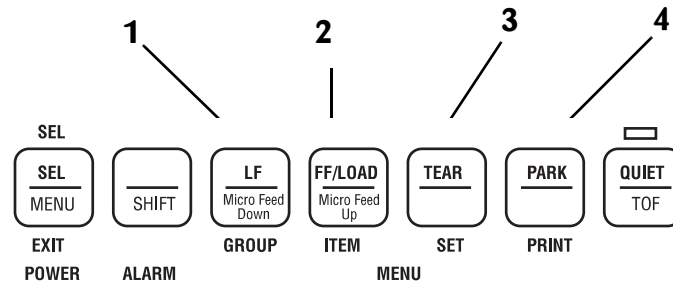 1 2 3 4
SEL
SEL LF FF/LOAD TEAR PARK QUIET
MENU SHIFT Micro Feed Down Micro Feed Up TOF
EXIT GROUP ITEM SET PRINT
POWER ALARM MENU